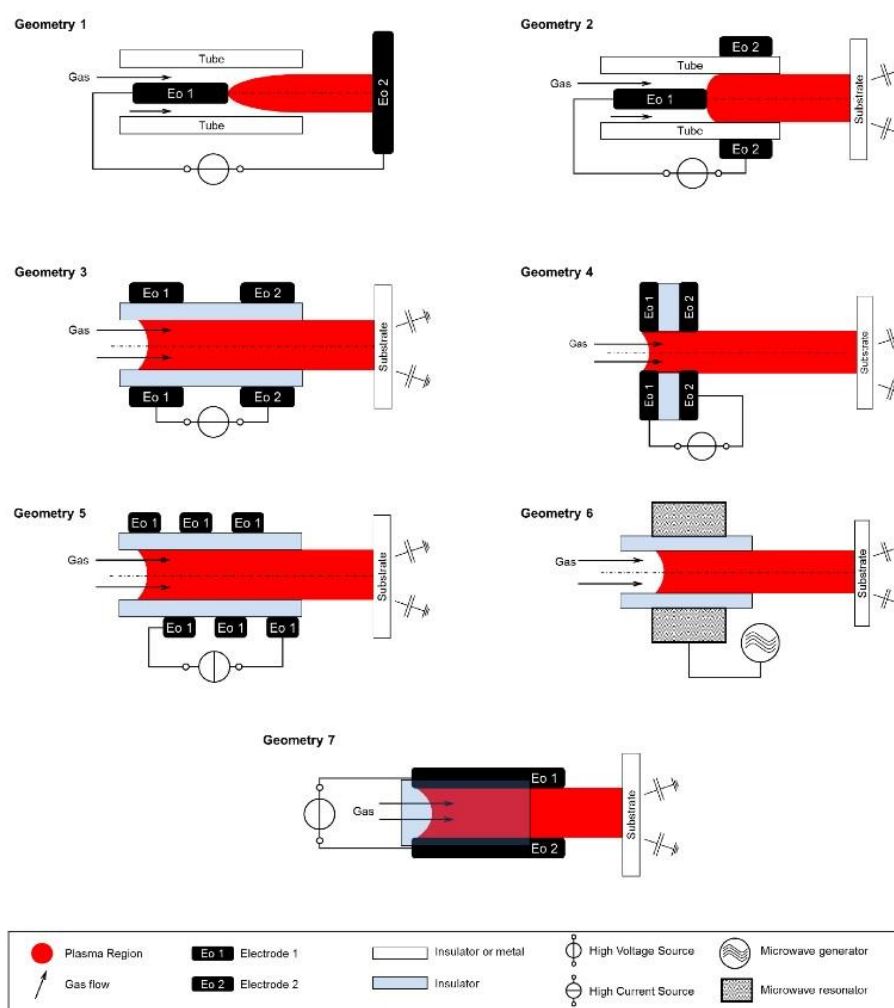 Geometry 1
Tube
Gas
Eo 1
Eo 2
Tube
Geometry 2
Eo 2
Tube
Gas
Eo 1
Substrate
Tube
Eo 2
Geometry 3
Eo 1 Eo 2
Gas
Substrate
Eo 1 Eo 2
Geometry 4
Eo 1 Eo 2
Gas
Substrate
Eo 1 Eo 2
Geometry 5
Eo 1 Eo 1 Eo 1
Gas
Substrate
Eo 1 Eo 1 Eo 1
Geometry 6
Gas
Substrate
Geometry 7
Eo 1
Gas
Substrate
Eo 2
Plasma Region
Eo 1 Electrode 1
Insulator or metal
High Voltage Source
Microwave generator
Gas flow
Eo 2 Electrode 2
Insulator
High Current Source
Microwave resonator